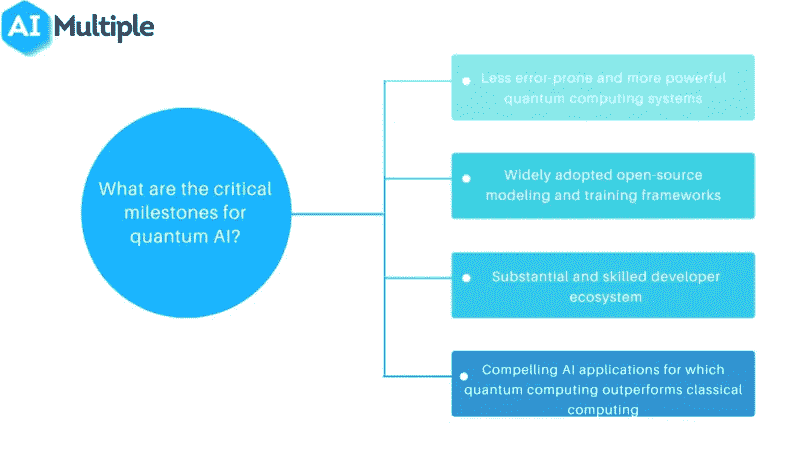 AI Multiple
Less error-prone and more powerful
quantum computing systems
What are the critical
milestones for
quantum AI?
Widely adopted open-source
modeling and training frameworks
Substantial and skilled developer
ecosystem
Compelling AI applications for which
quantum computing outperforms classical
computing